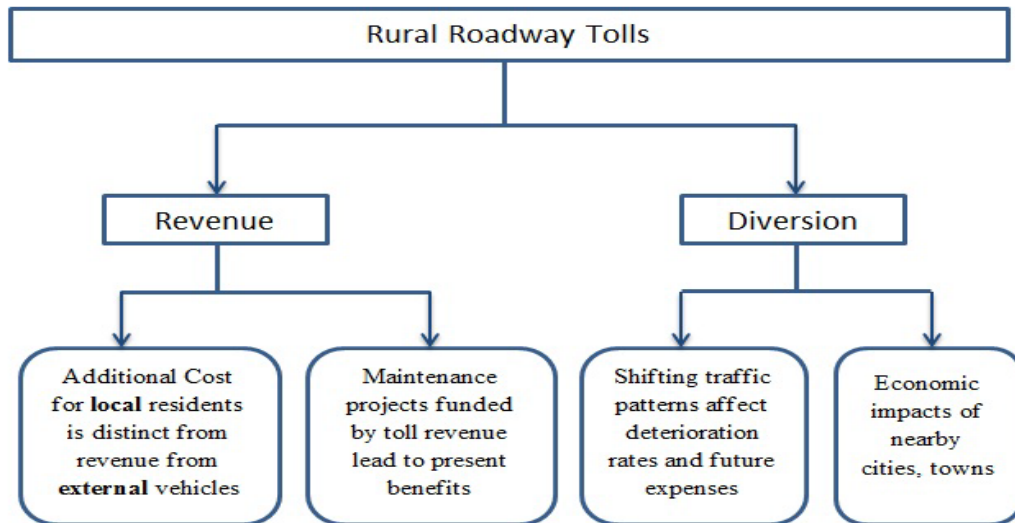 Rural Roadway Tolls
Revenue
Diversion
Additional Cost
for local residents
is distinct from
revenue from
external vehicles
Maintenance
projects funded
by toll revenue
lead to present
benefits
Shifting traffic
patterns affect
deterioration
rates and future
expenses
Economic
impacts of
nearby
cities, towns